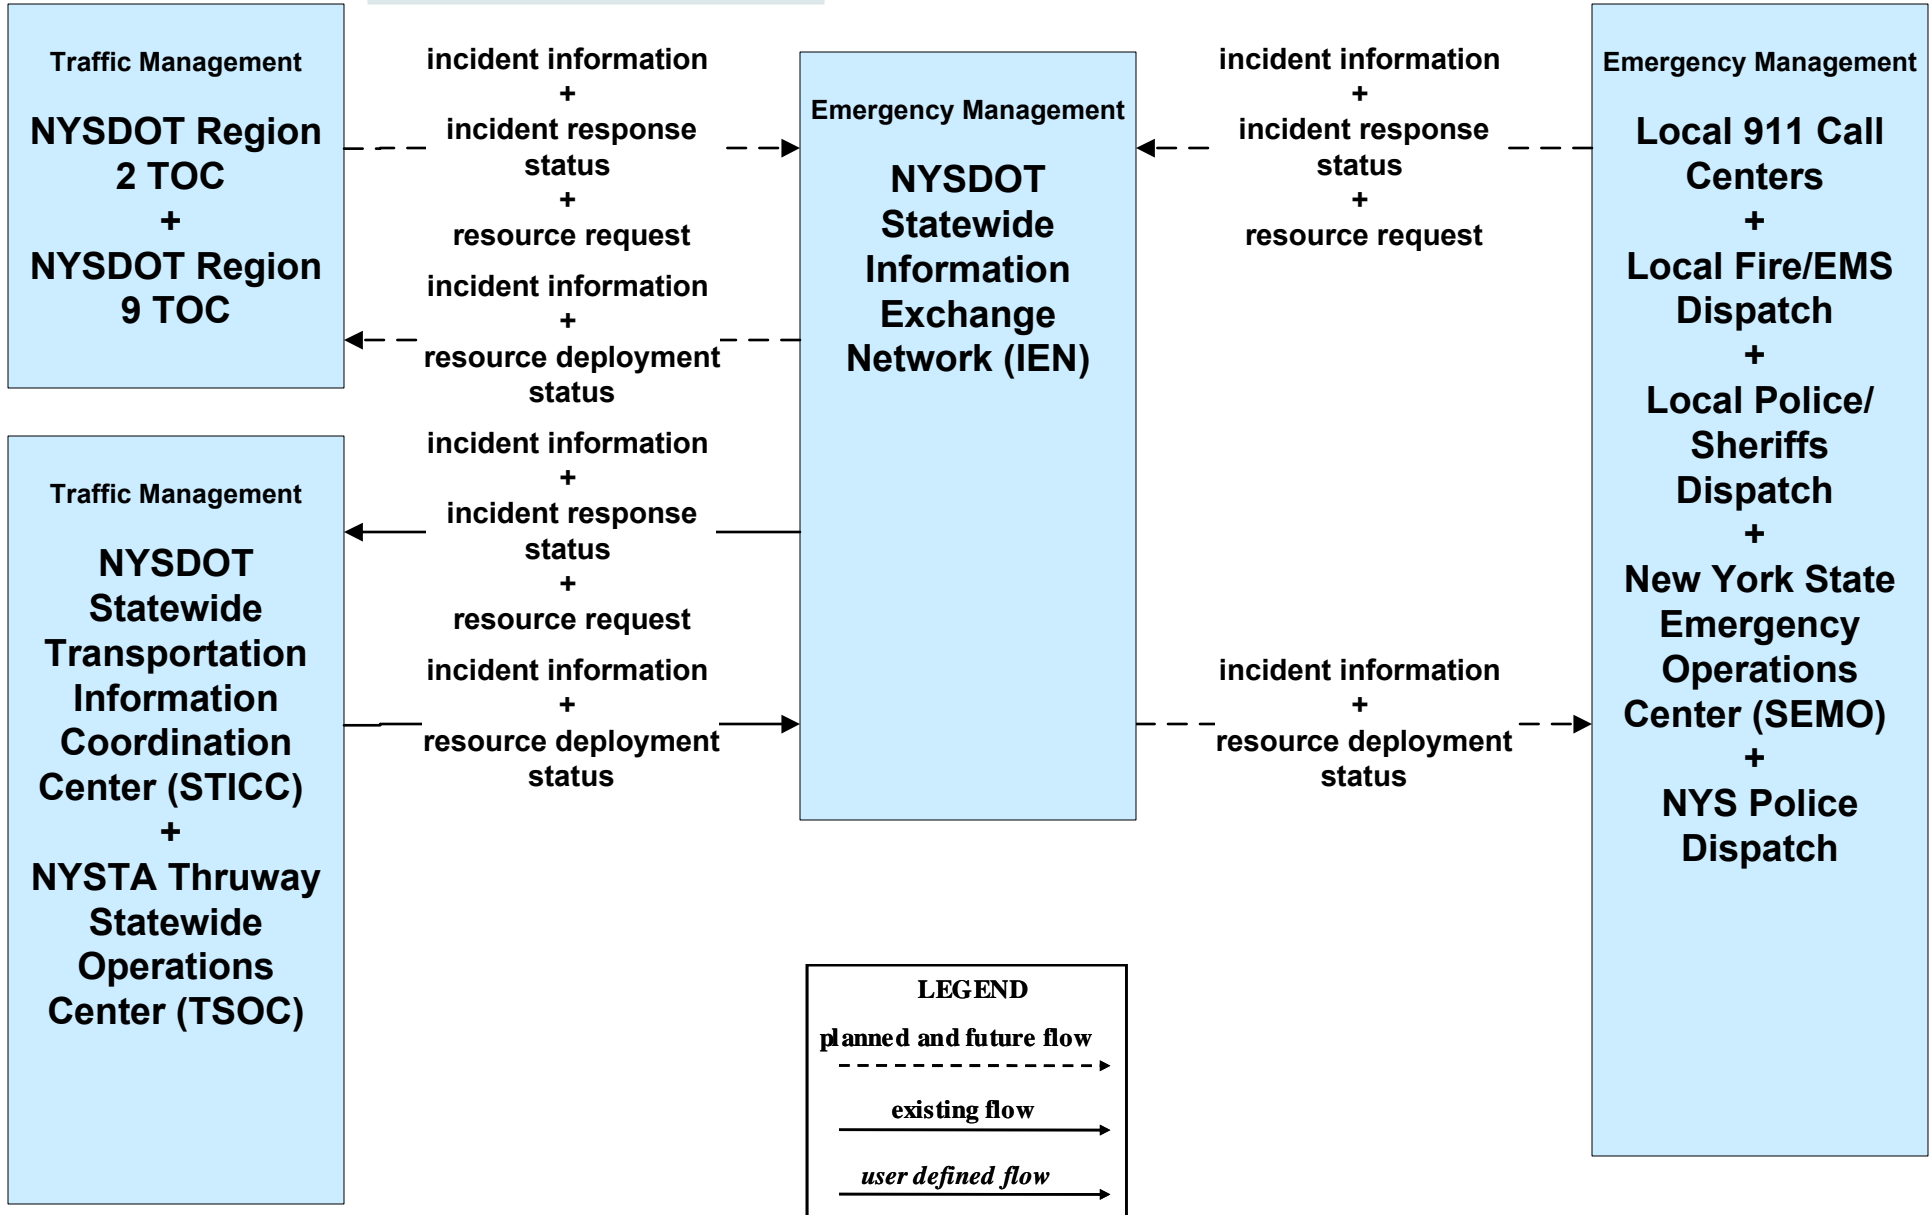 Traffic Management
NYSDOT Region
2 TOC
+
NYSDOT Region
9 TOC
Traffic Management
NYSDOT
Statewide
Transportation
Information
Coordination
Center (STICC)
+
NYSTA Thruway
Statewide
Operations
Center (TSOC)
incident information
+
incident response
status
+
resource request
incident information
+
resource deployment
status
incident information
+
incident response
status
+
resource request
incident information
+
resource deployment
status
Emergency Management
NYSDOT
Statewide
Information
Exchange
Network (IEN)
incident information
+
incident response
status
+
resource request
incident information
+
resource deployment
status
Emergency Management
Local 911 Call
Centers
+
Local Fire/EMS
Dispatch
+
Local Police/
Sheriffs
Dispatch
+
New York State
Emergency
Operations
Center (SEMO)
+
NYS Police
Dispatch
LEGEND
planned and future flow
existing flow
user defined flow